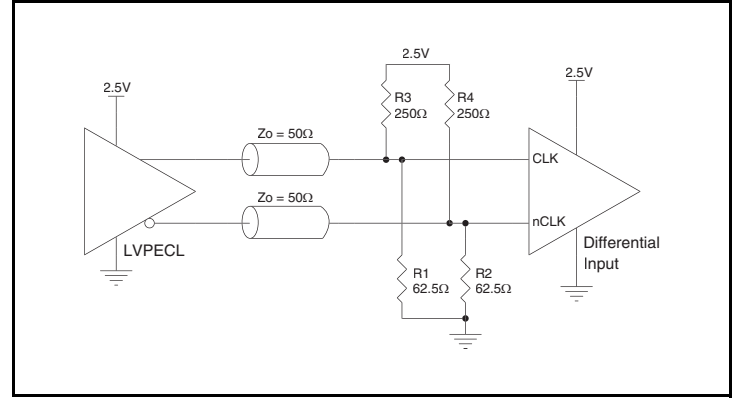 2.5V
2.5V
2.5V
R3
250Ω
R4
250Ω
Zo = 50Ω
CLK
Zo = 50Ω
nCLK
LVPECL
Differential
Input
R1
62.5Ω
R2
62.5Ω